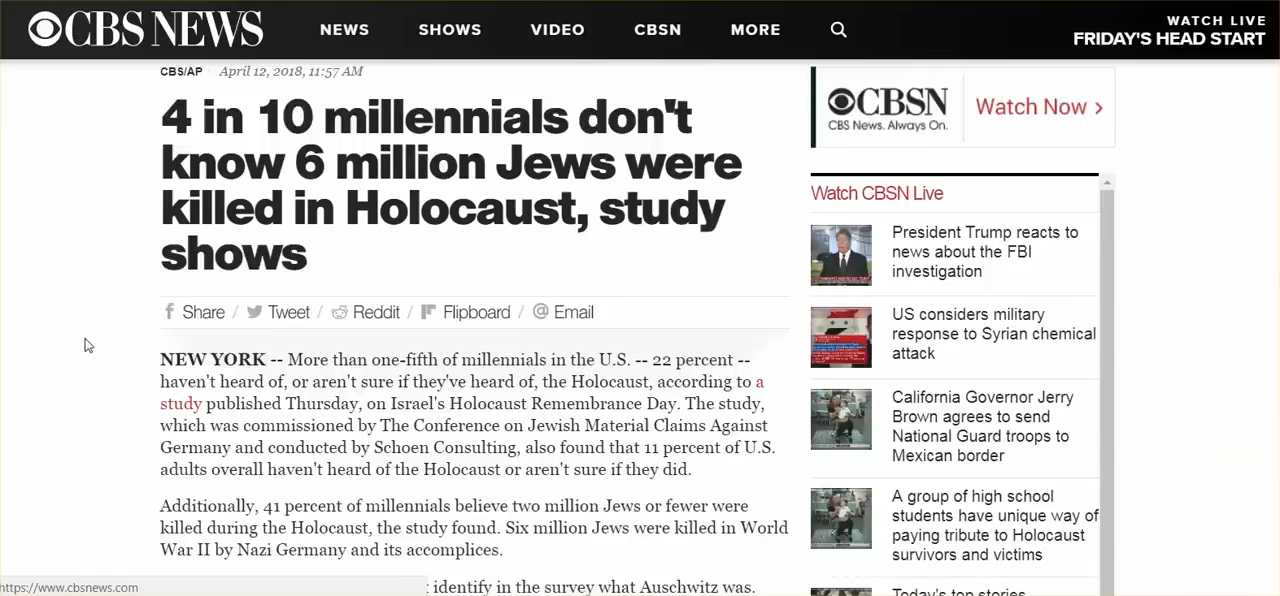 CBS NEWS
NEWS SHOWS VIDEO CBSN MORE
WATCH LIVE
FRIDAY'S HEAD START
CBS/AP April 12, 2018, 11:57 AM
4 in 10 millennials don't
know 6 million Jews were
killed in Holocaust, study
shows
Share / Tweet / Reddit / Flipboard / @ Email
NEW YORK -- More than one-fifth of millennials in the U.S. -- 22 percent --
haven't heard of, or aren't sure if they've heard of, the Holocaust, according to a
study published Thursday, on Israel's Holocaust Remembrance Day. The study,
which was commissioned by The Conference on Jewish Material Claims Against
Germany and conducted by Schoen Consulting, also found that 11 percent of U.S.
adults overall haven't heard of the Holocaust or aren't sure if they did.
Additionally, 41 percent of millennials believe two million Jews or fewer were
killed during the Holocaust, the study found. Six million Jews were killed in World
War II by Nazi Germany and its accomplices.
identify in the survey what Auschwitz was.
https://www.cbsnews.com
CBSN
CBS News. Always On.
Watch Now >
Watch CBSN Live
President Trump reacts to
news about the FBI
investigation
US considers military
response to Syrian chemical
attack
California Governor Jerry
Brown agrees to send
National Guard troops to
Mexican border
A group of high school
students have unique way of
paying tribute to Holocaust
survivors and victims
Today's top stories